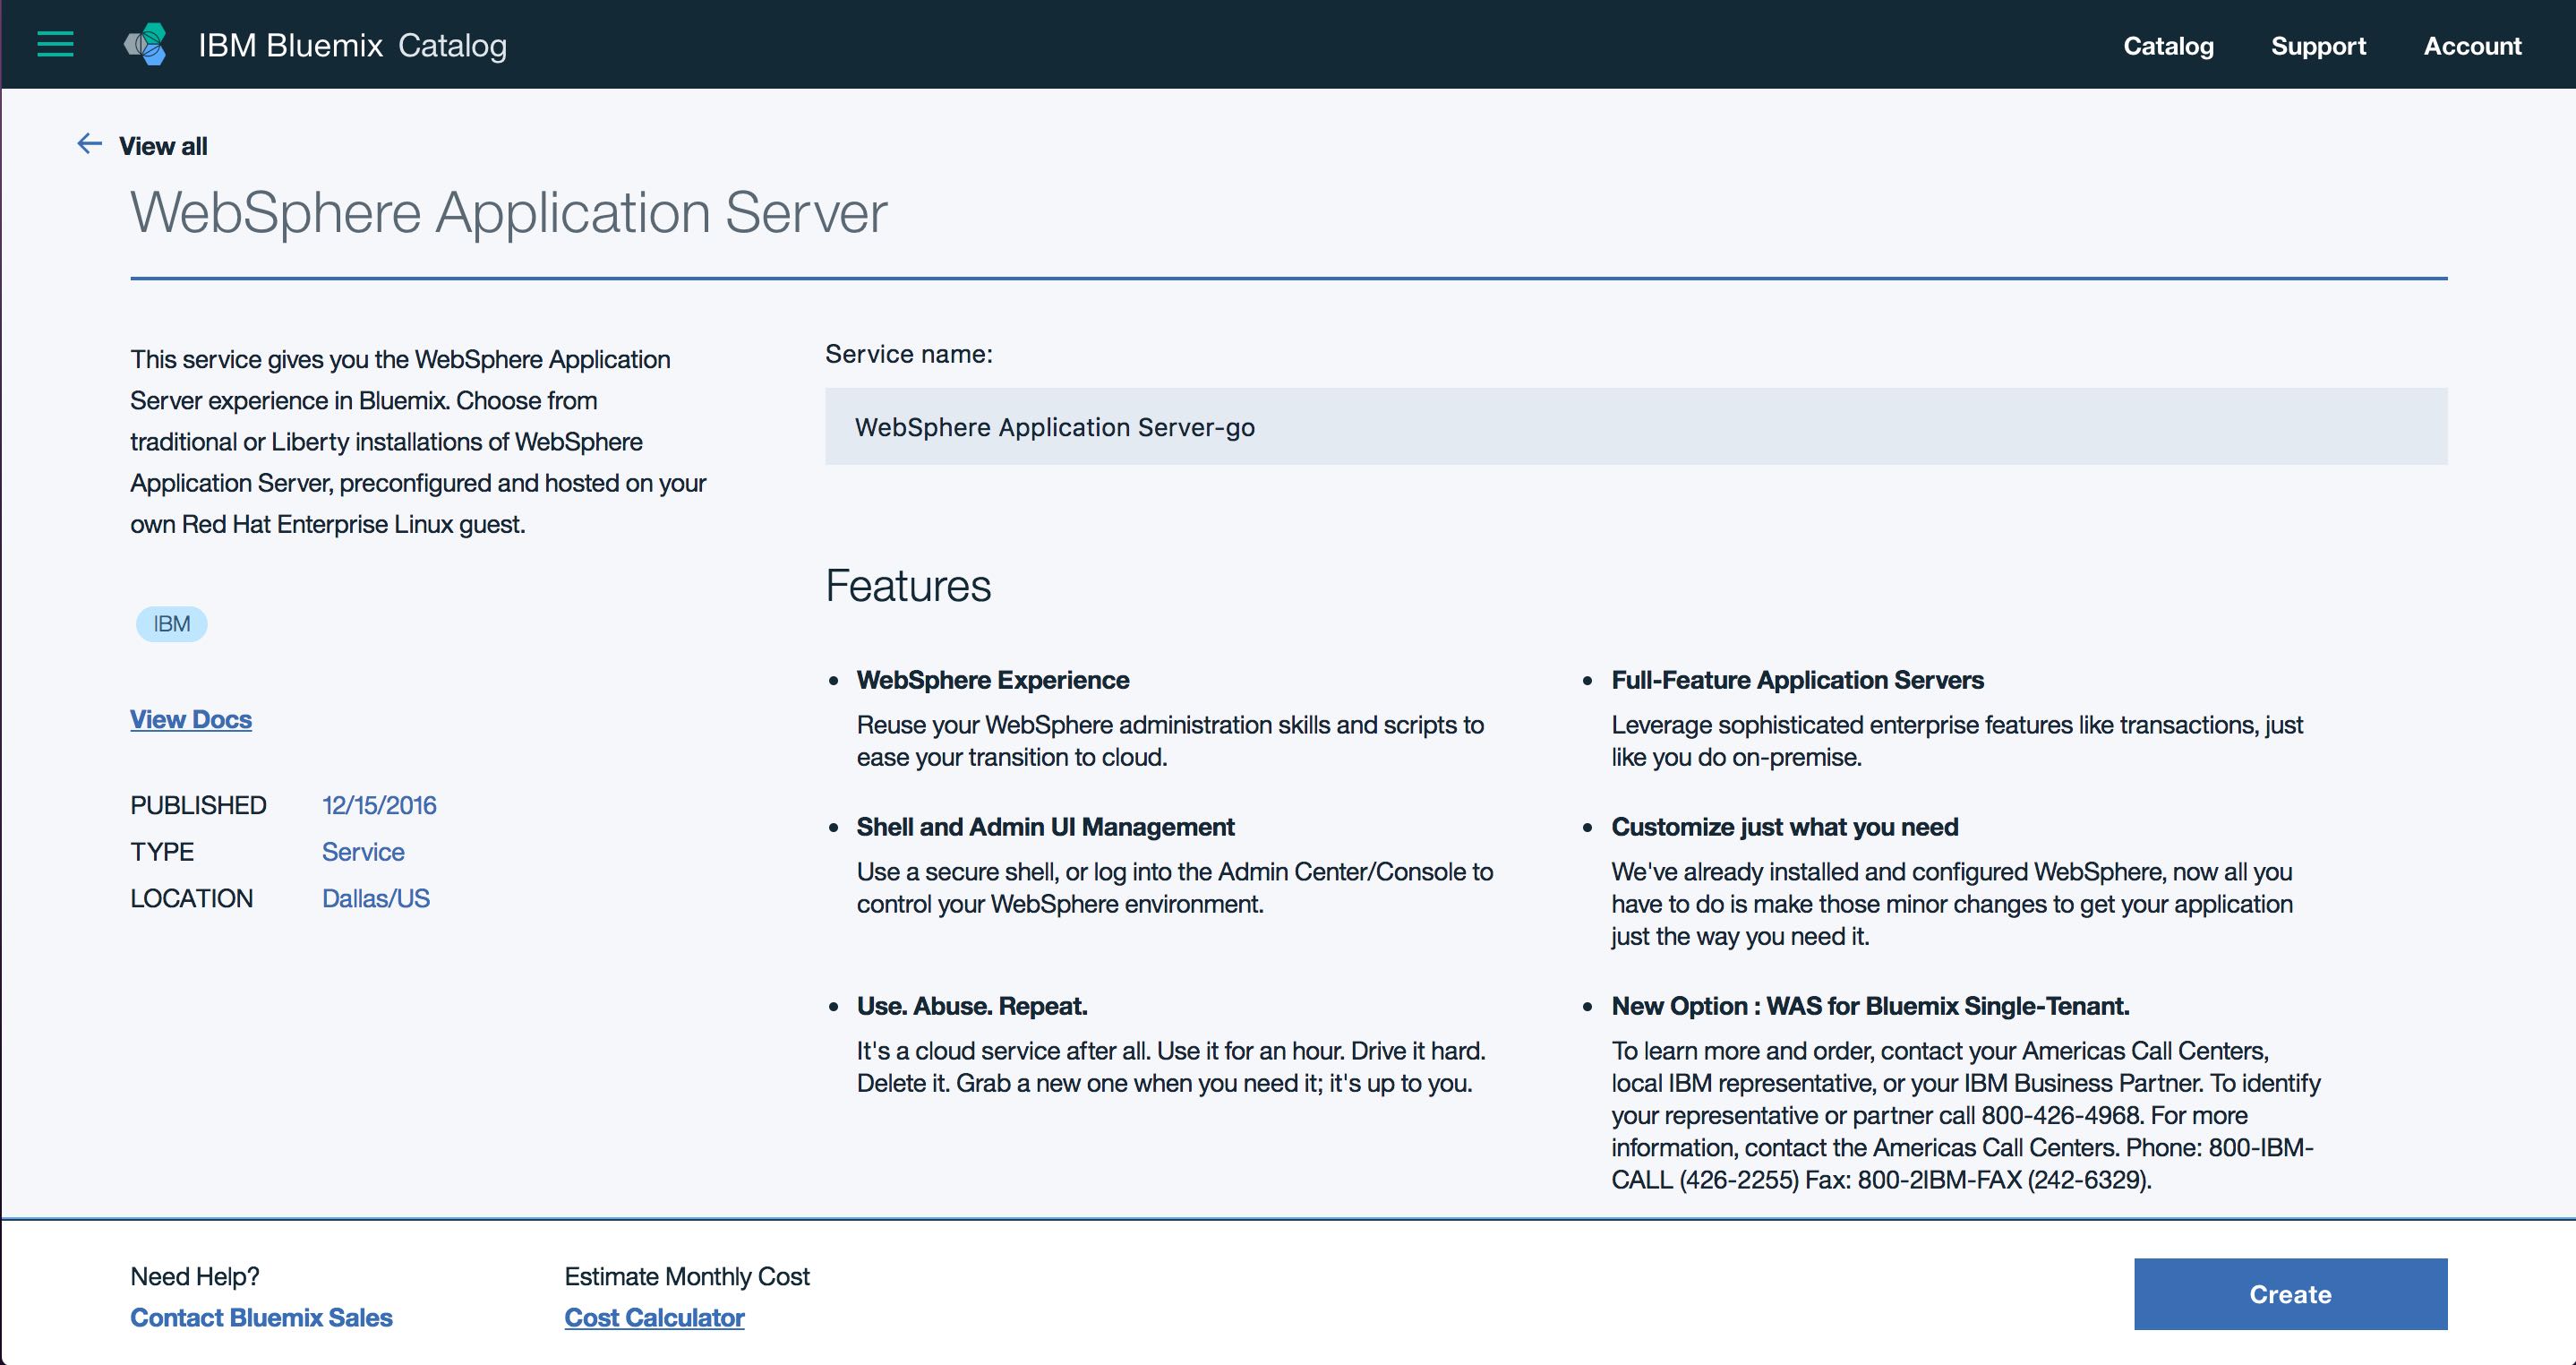 IBM Bluemix Catalog
Catalog
Support
Account
View all
WebSphere Application Server
This service gives you the WebSphere Application
Server experience in Bluemix. Choose from
traditional or Liberty installations of WebSphere
Application Server, preconfigured and hosted on your
own Red Hat Enterprise Linux guest.
IBM
View Docs
PUBLISHED 12/15/2016
TYPE Service
LOCATION Dallas/US
Service name:
WebSphere Application Server-go
Features
WebSphere Experience
Reuse your WebSphere administration skills and scripts to
ease your transition to cloud.
Full-Feature Application Servers
Leverage sophisticated enterprise features like transactions, just
like you do on-premise.
Shell and Admin UI Management
Use a secure shell, or log into the Admin Center/Console to
control your WebSphere environment.
Customize just what you need
We've already installed and configured WebSphere, now all you
have to do is make those minor changes to get your application
just the way you need it.
Use. Abuse. Repeat.
It's a cloud service after all. Use it for an hour. Drive it hard.
Delete it. Grab a new one when you need it; it's up to you.
New Option : WAS for Bluemix Single-Tenant.
To learn more and order, contact your Americas Call Centers,
local IBM representative, or your IBM Business Partner. To identify
your representative or partner call 800-426-4968. For more
information, contact the Americas Call Centers. Phone: 800-IBM-
CALL (426-2255) Fax: 800-2IBM-FAX (242-6329).
Need Help?
Contact Bluemix Sales
Estimate Monthly Cost
Cost Calculator
Create